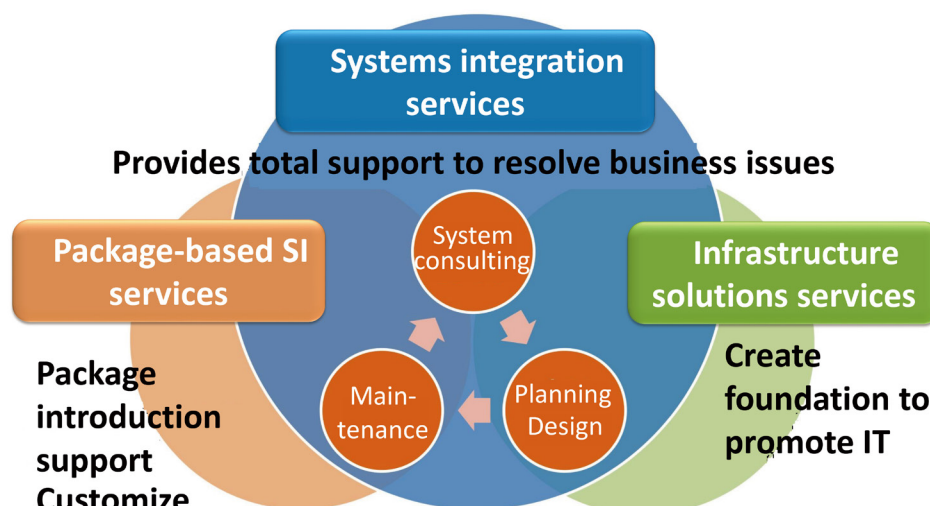 Systems integration
services
Provides total support to resolve business issues
Package-based SI
services
Infrastructure
solutions services
System
consulting
Planning
Design
Main-
tenance
Package
introduction
support
Customize
Create
foundation to
promote IT